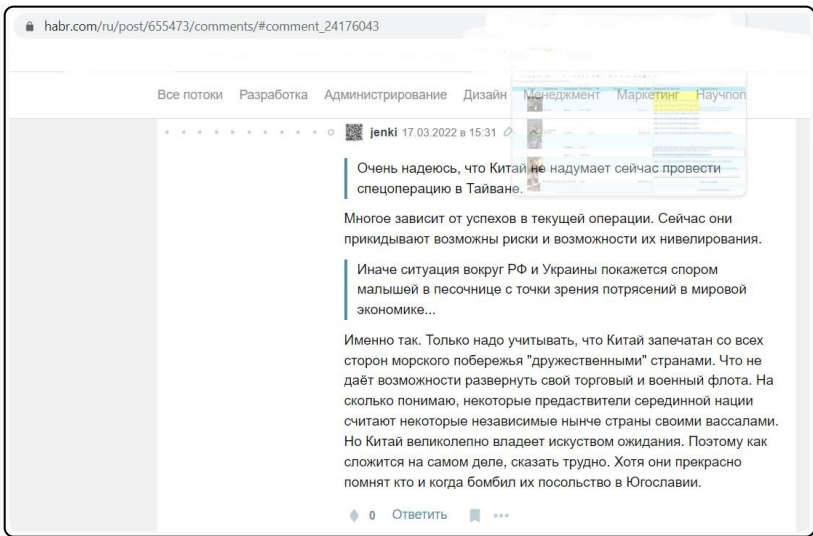 habr.com/ru/post/655473/comments/#comment_24176043
Все потоки Разработка Администрирование Дизайн Менеджмент Маркетинг Научпоп
jenki 17.03.2022 в 15:31
Очень надеюсь, что Китай не надумает сейчас провести
спецоперацию в Тайване.
Многое зависит от успехов в текущей операции. Сейчас они
прикидывают возможны риски и возможности их нивелирования.
Иначе ситуация вокруг РФ и Украины покажется спором
малышей в песочнице с точки зрения потрясений в мировой
экономике...
Именно так. Только надо учитывать, что Китай запечатан со всех
сторон морского побережья "дружественными" странами. Что не
даёт возможности развернуть свой торговый и военный флота. На
сколько понимаю, некоторые предаствители серединной нации
считают некоторые независимые нынче страны своими вассалами.
Но Китай великолепно владеет искуством ожидания. Поэтому как
сложится на самом деле, сказать трудно. Хотя они прекрасно
помнят кто и когда бомбил их посольство в Югославии.
0 Ответить